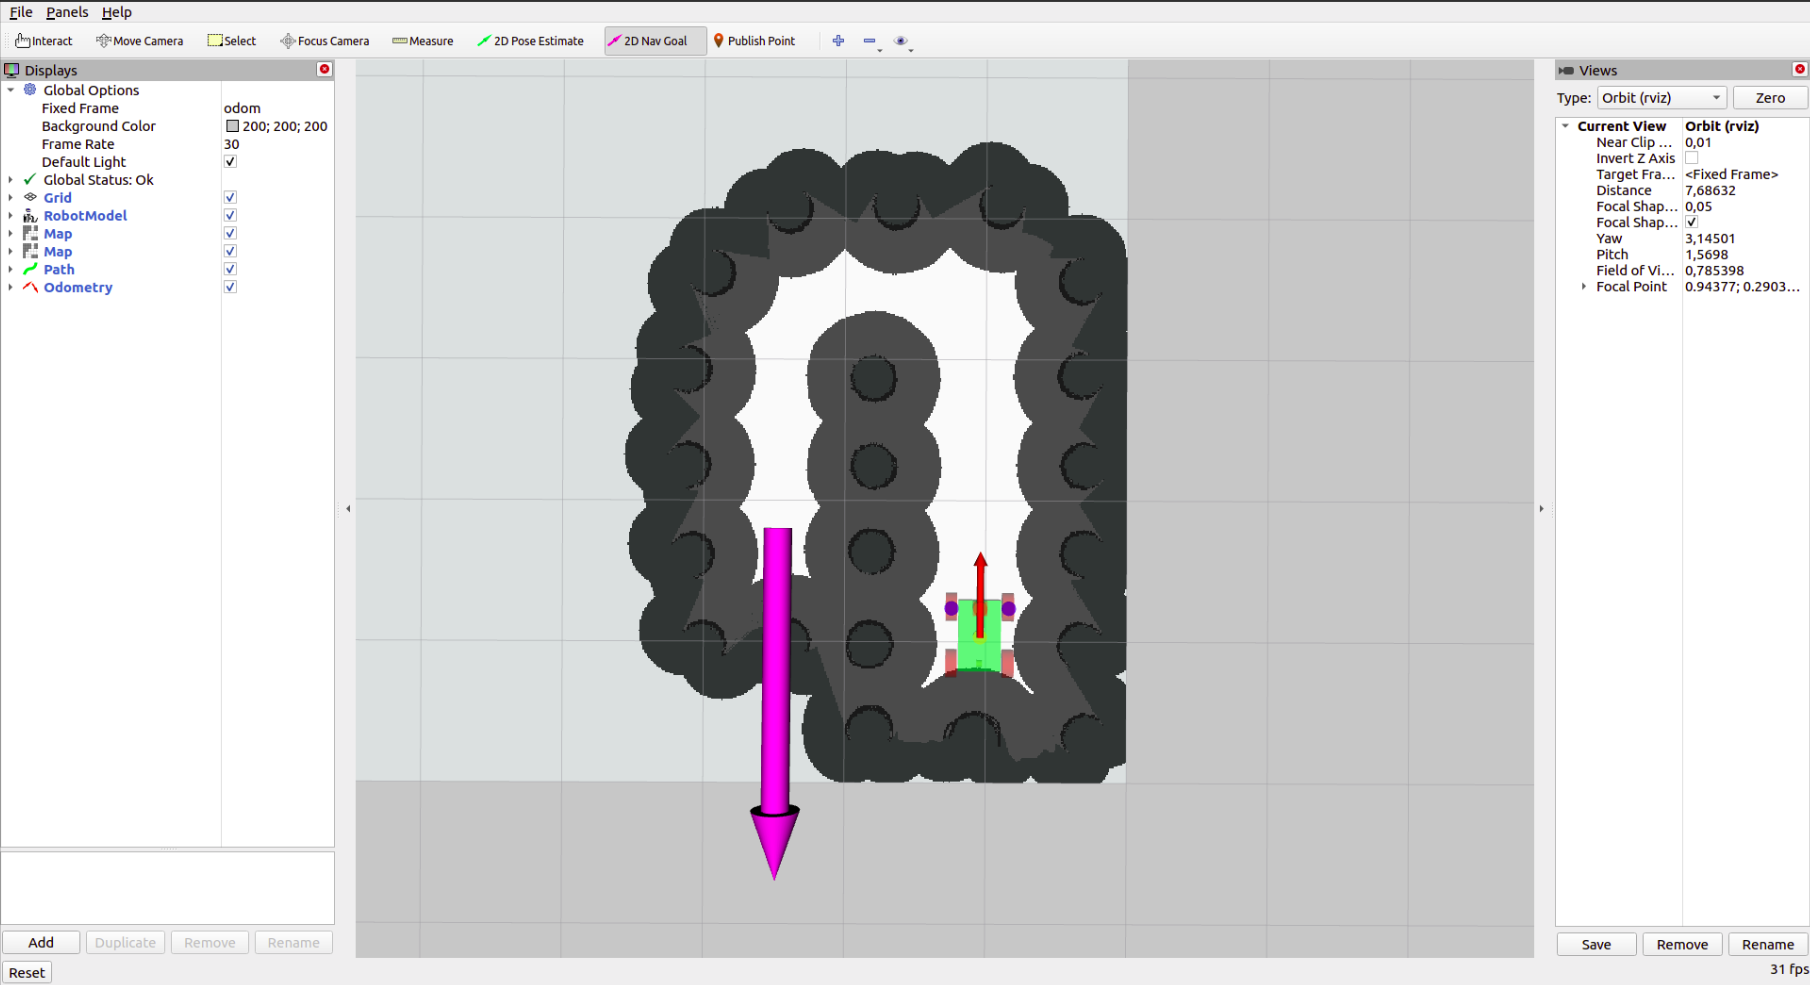 File Panels Help
Interact Move Camera Select Focus Camera Measure 2D Pose Estimate 2D Nav Goal Publish Point
Displays
Global Options
Fixed Frame odom
Background Color 200; 200; 200
Frame Rate 30
Default Light
Global Status: Ok
Grid
RobotModel
Map
Map
Path
Odometry
Add Duplicate Remove Rename
Reset
Views
Type: Orbit (rviz) Zero
Current View Orbit (rviz)
Near Clip ... 0,01
Invert Z Axis
Target Fra... <Fixed Frame>
Distance 7,68632
Focal Shap... 0,05
Focal Shap...
Yaw 3,14501
Pitch 1,5698
Field of Vi... 0,785398
Focal Point 0.94377; 0.2903...
Save Remove Rename
31 fps